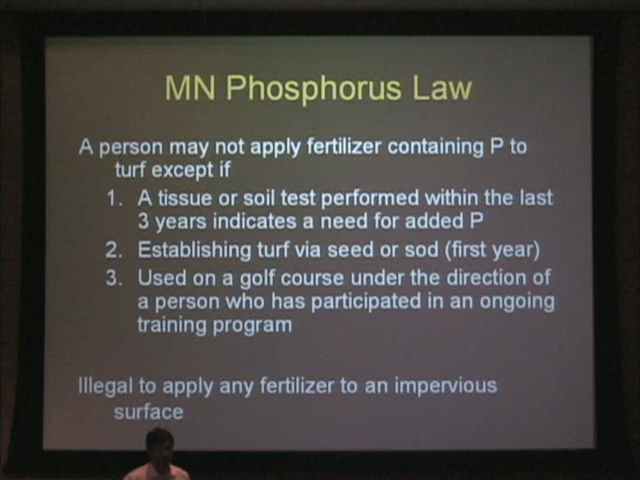 MN Phosphorus Law
A person may not apply fertilizer containing P to
turf except if
1. A tissue or soil test performed within the last
3 years indicates a need for added P
2. Establishing turf via seed or sod (first year)
3. Used on a golf course under the direction of
a person who has participated in an ongoing
training program
Illegal to apply any fertilizer to an impervious
surface